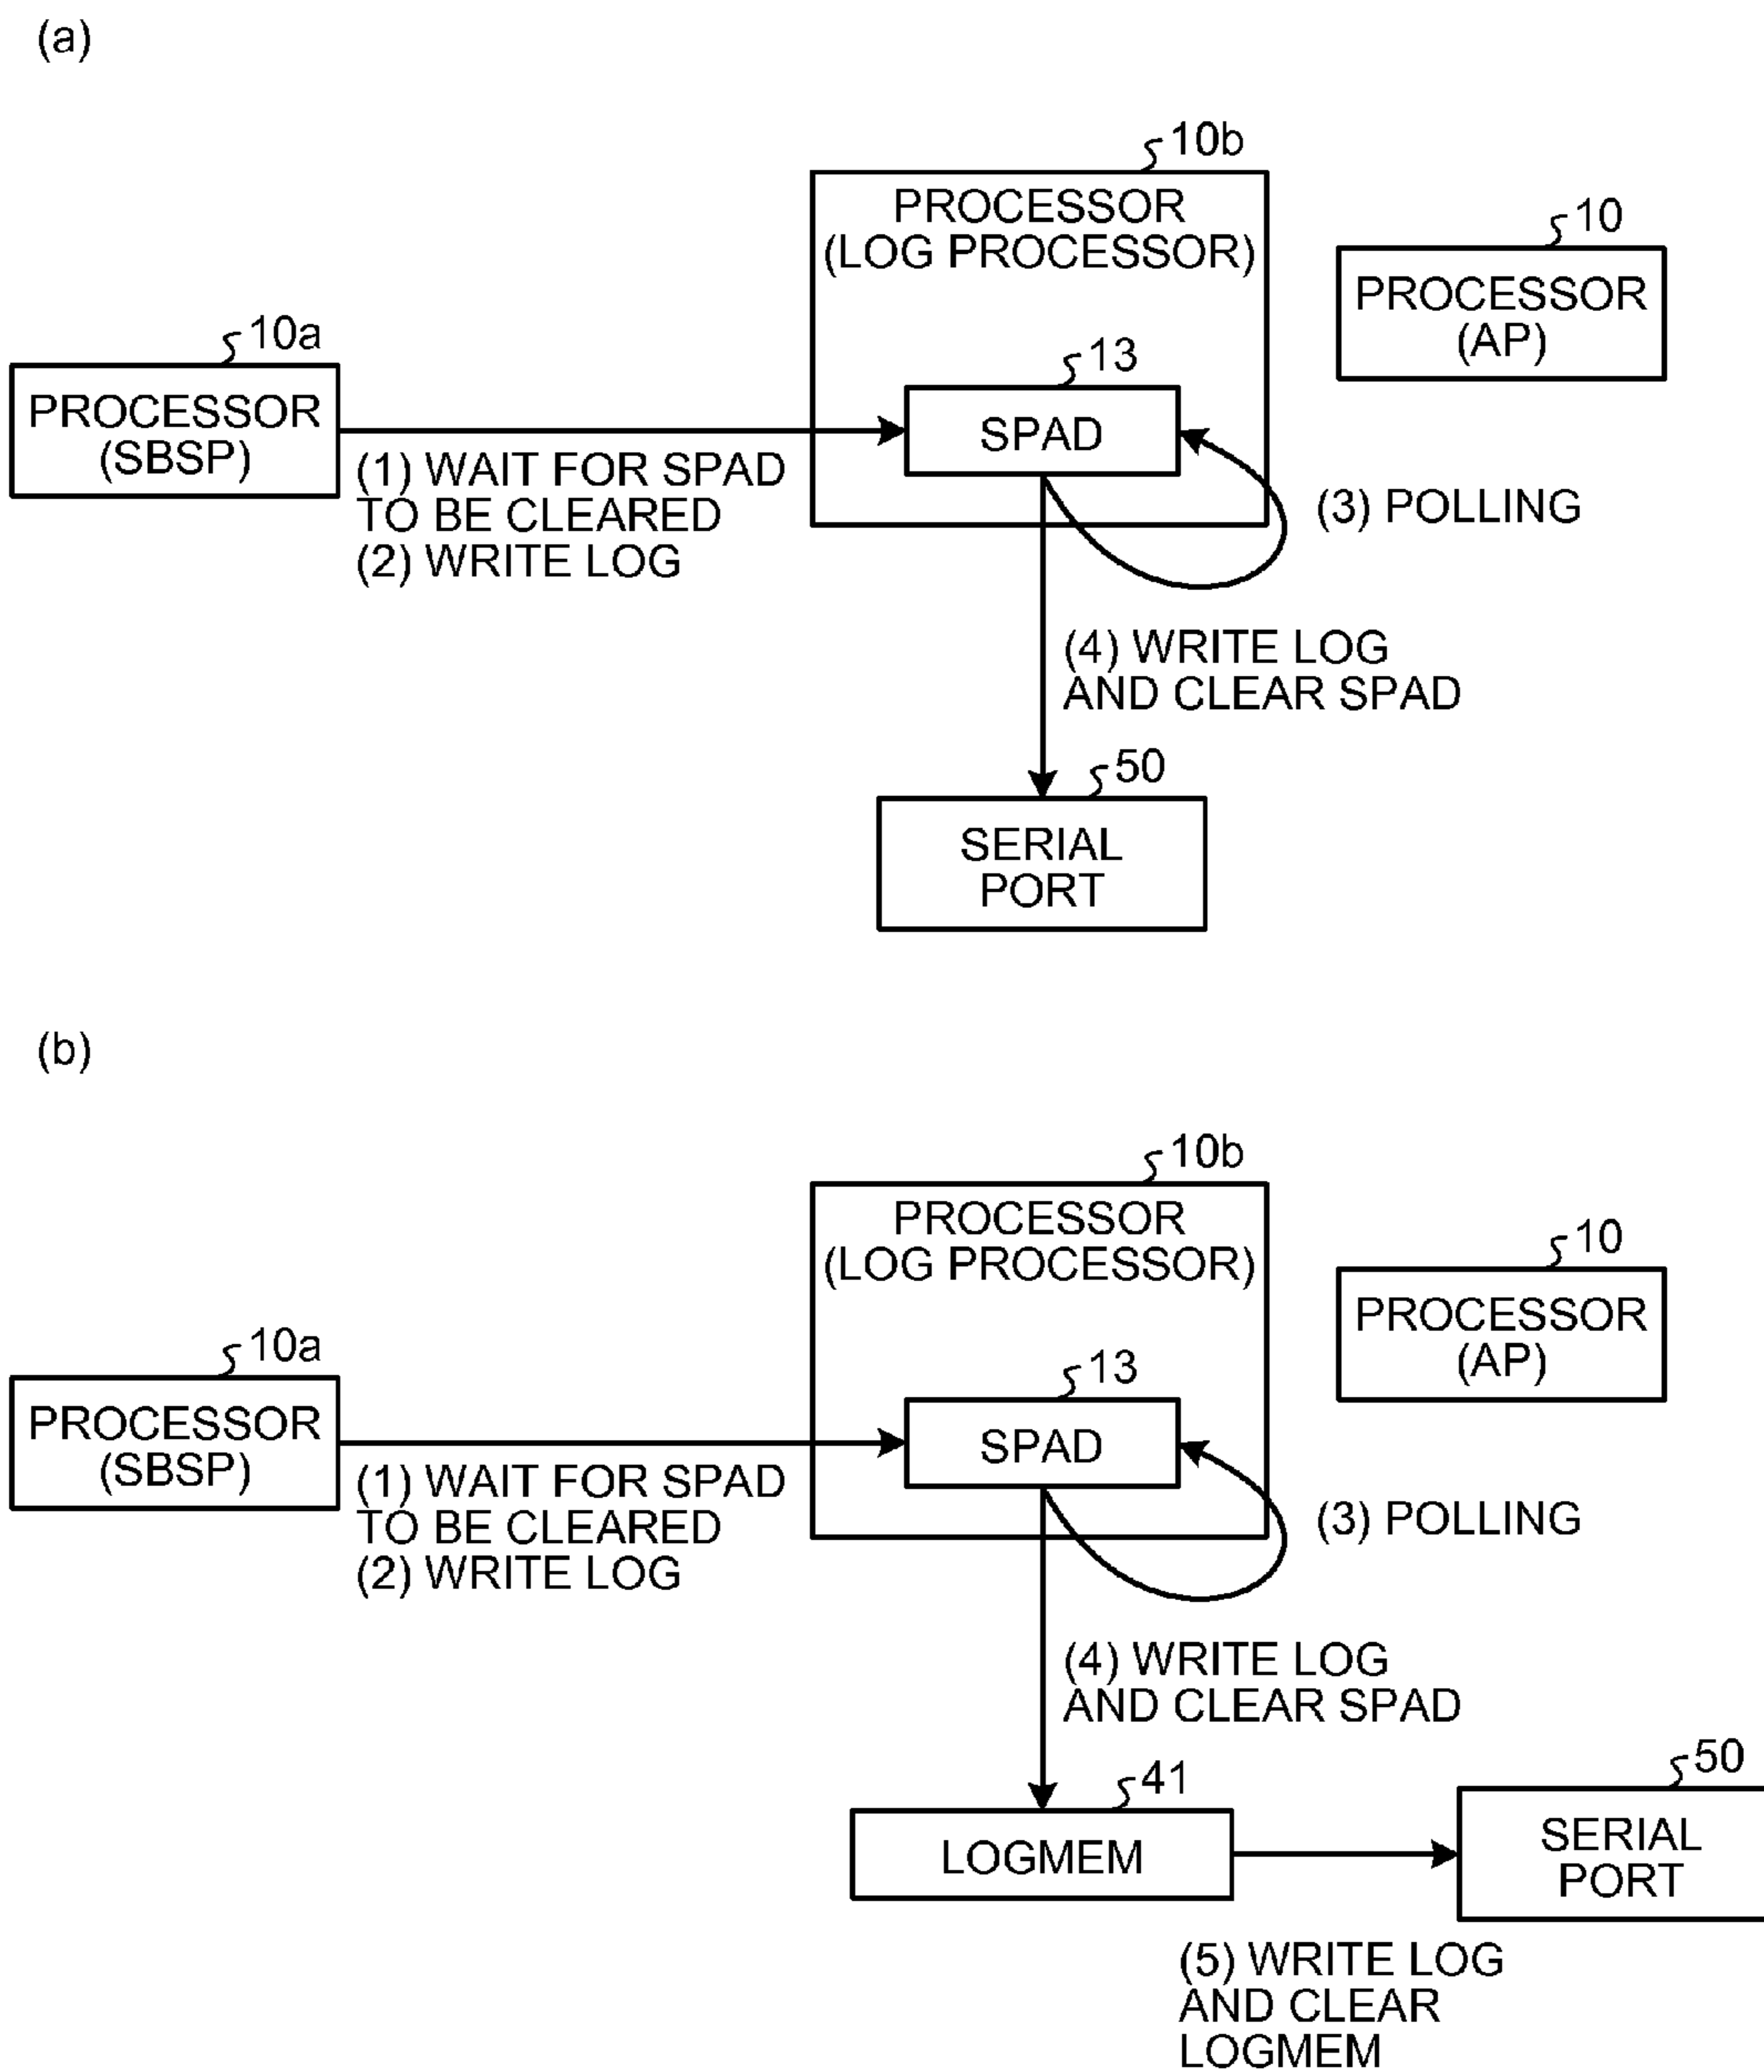 (a)
10b
PROCESSOR
(LOG PROCESSOR)
10
PROCESSOR
(AP)
10a
PROCESSOR
(SBSP)
13
SPAD
(1) WAIT FOR SPAD
TO BE CLEARED
(2) WRITE LOG
(3) POLLING
(4) WRITE LOG
AND CLEAR SPAD
50
SERIAL
PORT
(b)
10b
PROCESSOR
(LOG PROCESSOR)
10
PROCESSOR
(AP)
10a
PROCESSOR
(SBSP)
13
SPAD
(1) WAIT FOR SPAD
TO BE CLEARED
(2) WRITE LOG
(3) POLLING
(4) WRITE LOG
AND CLEAR SPAD
41
LOGMEM
50
SERIAL
PORT
(5) WRITE LOG
AND CLEAR
LOGMEM